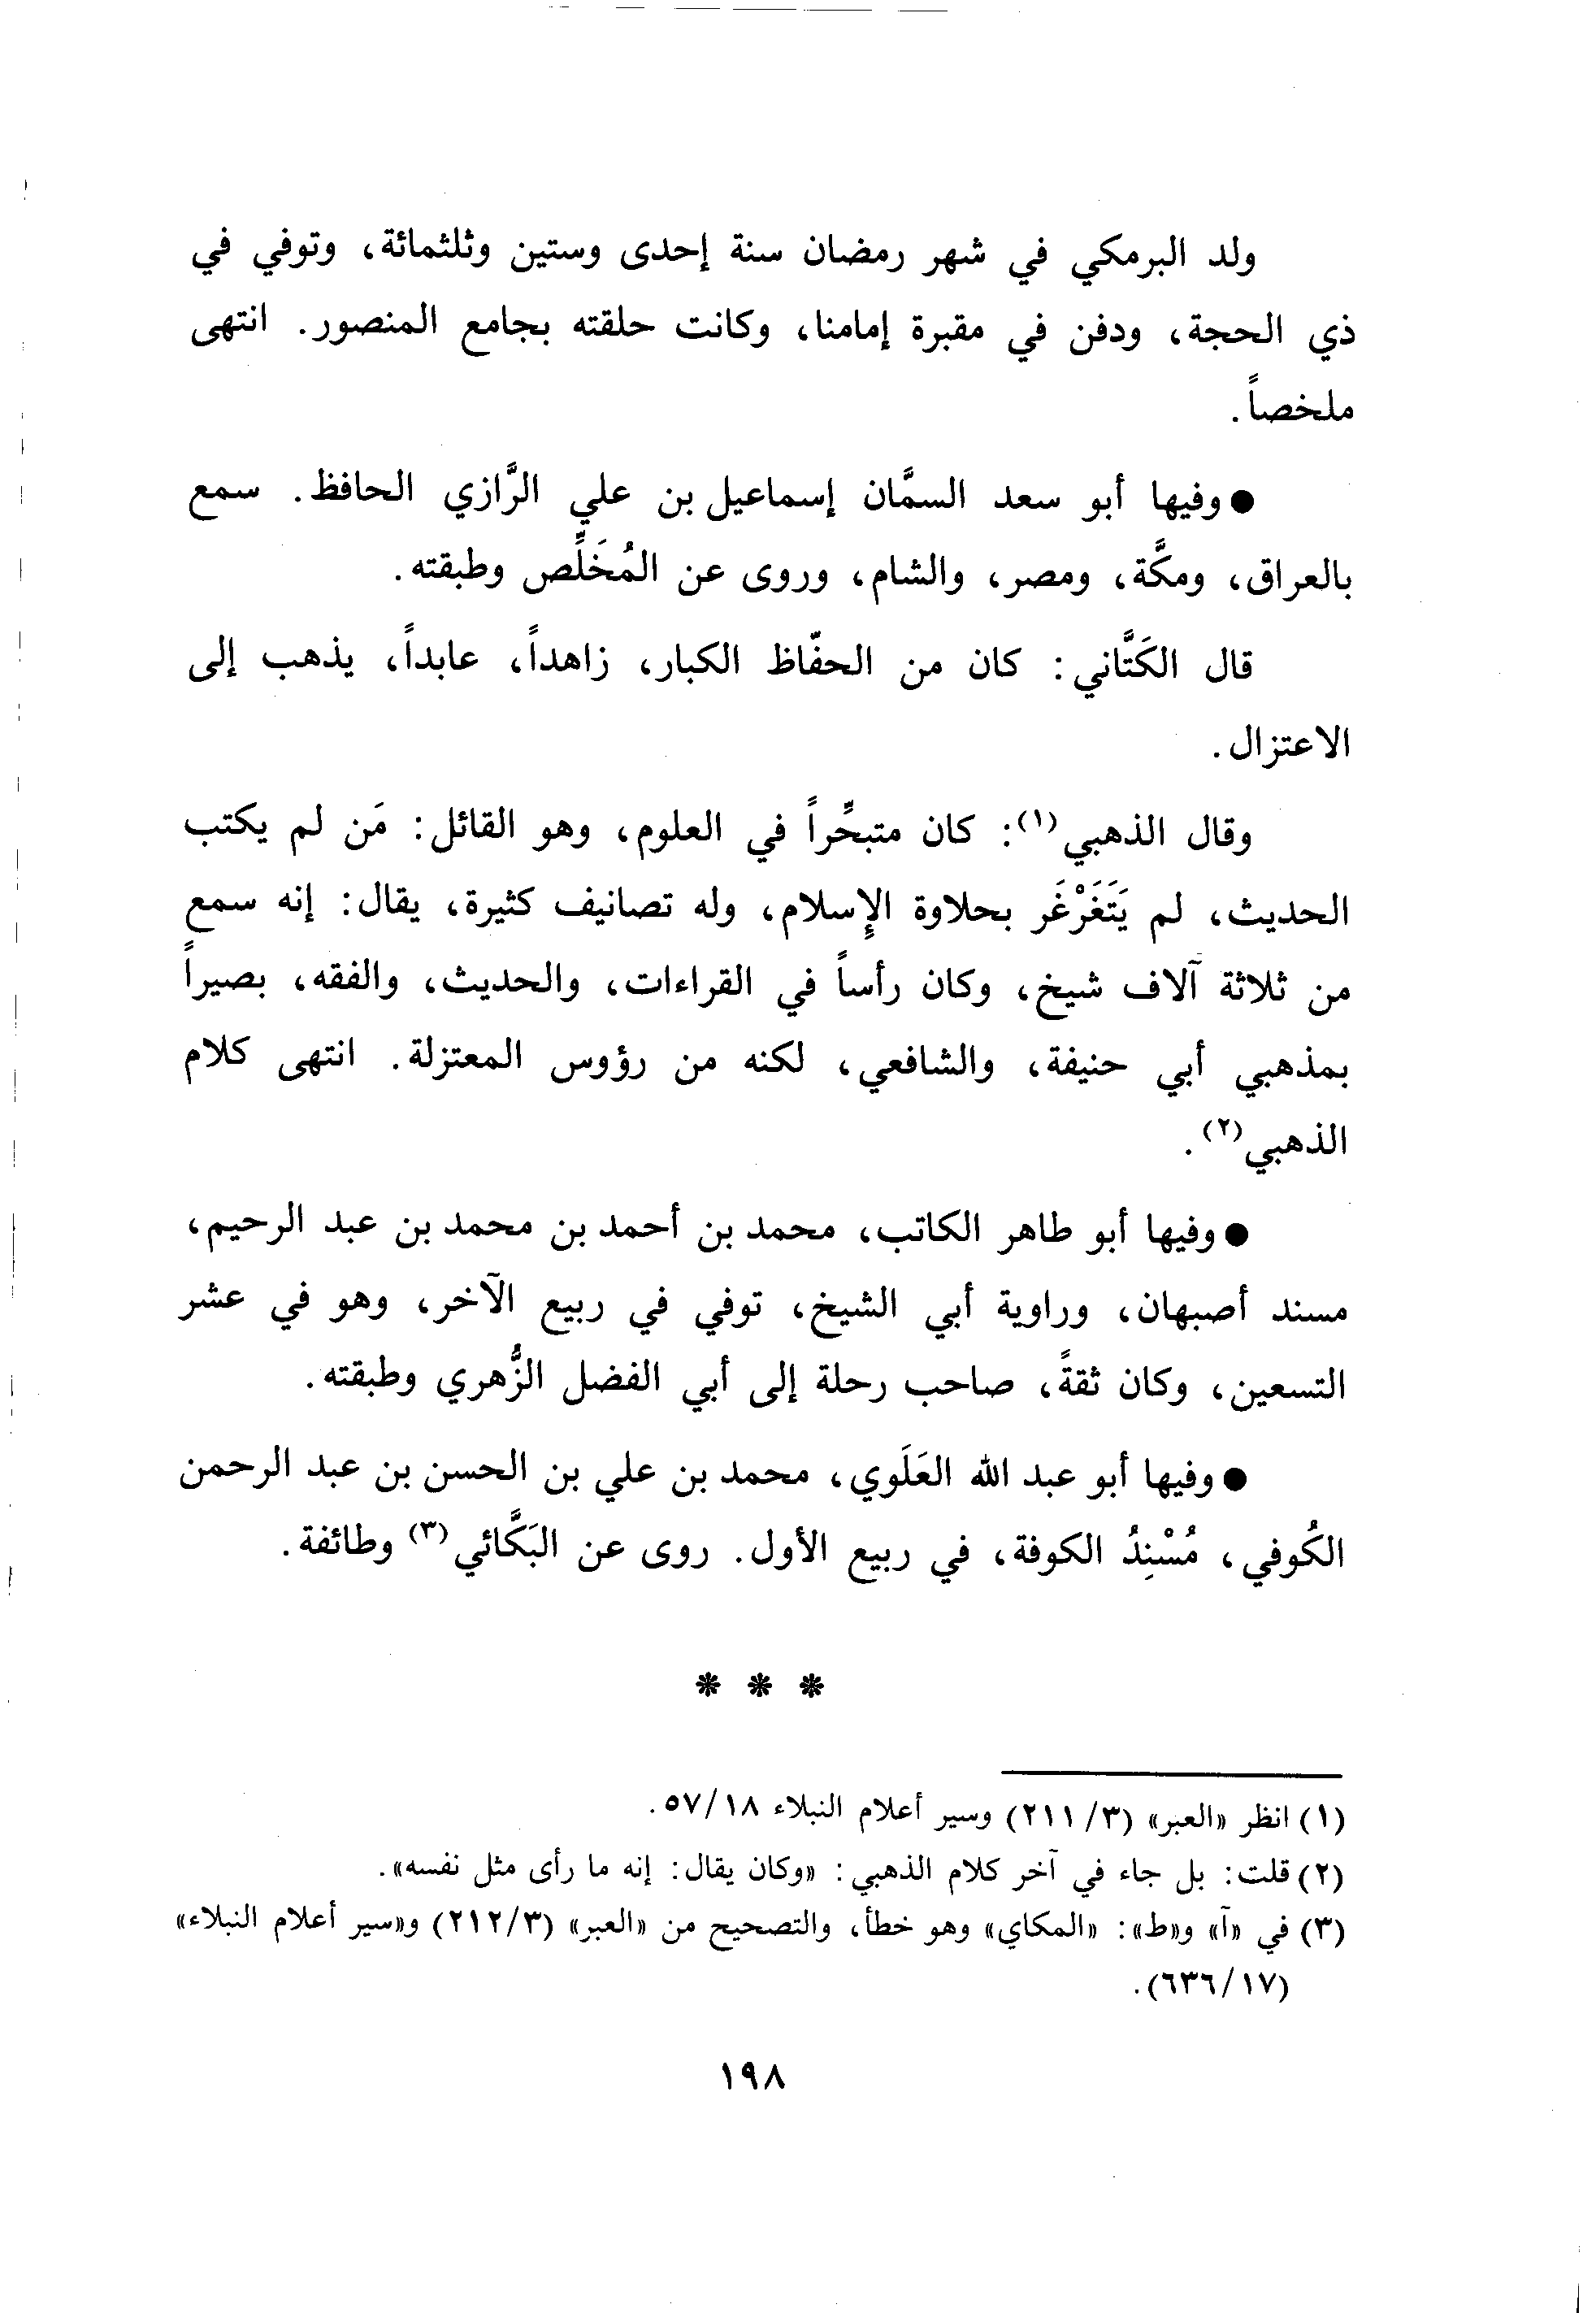 ولد البرمكي في شهر رمضان سنة إحدى وستين وثلثمائة، وتوفي في
ذي الحجة، ودفن في مقبرة إمامنا، وكانت حلقته بجامع المنصور. انتهى
ملخصاً.
● وفيها أبو سعد السمَّان إسماعيل بن علي الرَّازي الحافظ. سمع
بالعراق، ومكَّة، ومصر، والشام، وروى عن المُخَلِّص وطبقته.
قال الكَتَّاني: كان من الحفّاظ الكبار، زاهداً، عابداً، يذهب إلى
الاعتزال.
وقال الذهبي(١): كان متبحِّراً في العلوم، وهو القائل: مَن لم يكتب
الحديث، لم يَتَغَرْغَر بحلاوة الإِسلام، وله تصانيف كثيرة، يقال: إنه سمع
من ثلاثة آلاف شيخ، وكان رأساً في القراءات، والحديث، والفقه، بصيراً
بمذهبي أبي حنيفة، والشافعي، لكنه من رؤوس المعتزلة. انتهى كلام
الذهبي(٢).
● وفيها أبو طاهر الكاتب، محمد بن أحمد بن محمد بن عبد الرحيم،
مسند أصبهان، وراوية أبي الشيخ، توفي في ربيع الآخر، وهو في عشر
التسعين، وكان ثقةً، صاحب رحلة إلى أبي الفضل الزُّهري وطبقته.
● وفيها أبو عبد الله العَلَوي، محمد بن علي بن الحسن بن عبد الرحمن
الكُوفي، مُسْنِدُ الكوفة، في ربيع الأول. روى عن البَكَّائي(٣) وطائفة.
* * *
(١) انظر «العبر» (٣/ ٢١١) وسير أعلام النبلاء ٥٧/١٨.
(٢) قلت: بل جاء في آخر كلام الذهبي: «وكان يقال: إنه ما رأى مثل نفسه».
(٣) في «آ» و«ط»: «المكاي» وهو خطأ، والتصحيح من «العبر» (٢١٢/٣) و«سير أعلام النبلاء»
(٦٣٦/١٧).
١٩٨